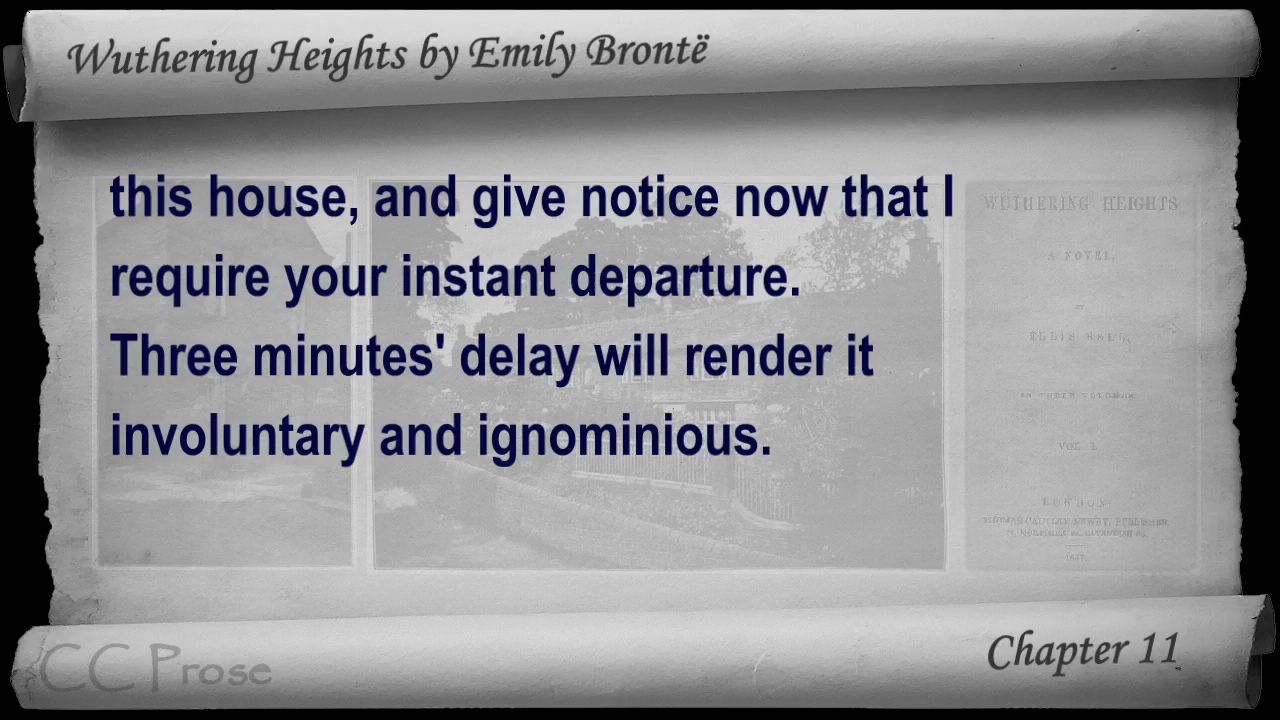 Wuthering Heights by Emily Brontë
this house, and give notice now that I
require your instant departure.
Three minutes' delay will render it
involuntary and ignominious.
WUTHERING HEIGHTS
A NOVEL,
VOL. I.
LONDON:
1847.
Chapter 11
CC Prose